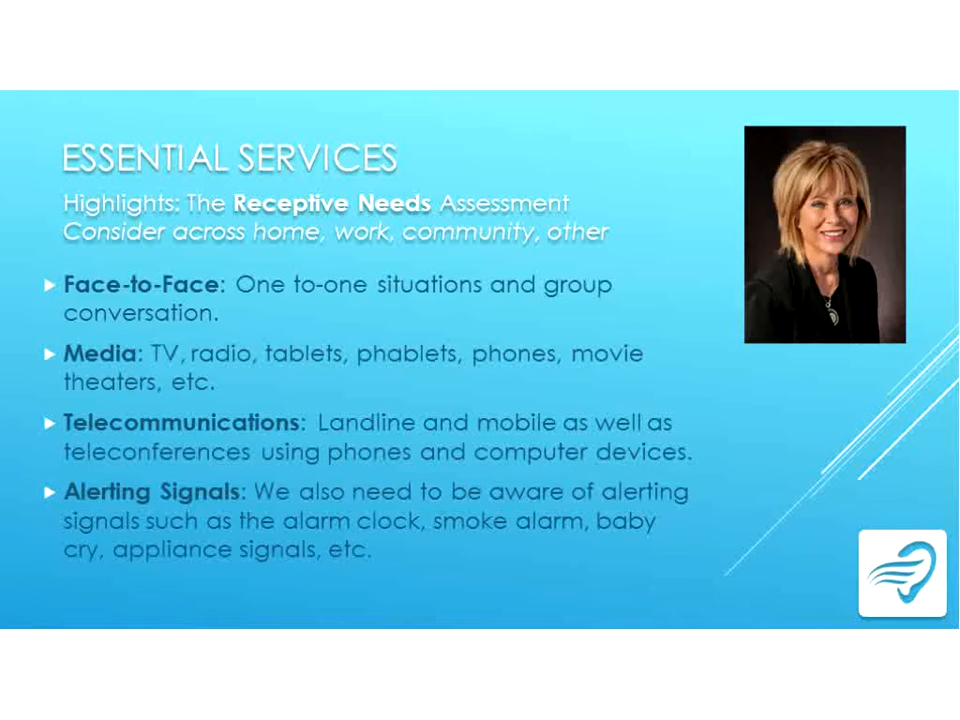 ESSENTIAL SERVICES
Highlights: The Receptive Needs Assessment
Consider across home, work, community, other
Face-to-Face: One to-one situations and group
conversation.
Media: TV, radio, tablets, phablets, phones, movie
theaters, etc.
Telecommunications: Landline and mobile as well as
teleconferences using phones and computer devices.
Alerting Signals: We also need to be aware of alerting
signals such as the alarm clock, smoke alarm, baby
cry, appliance signals, etc.